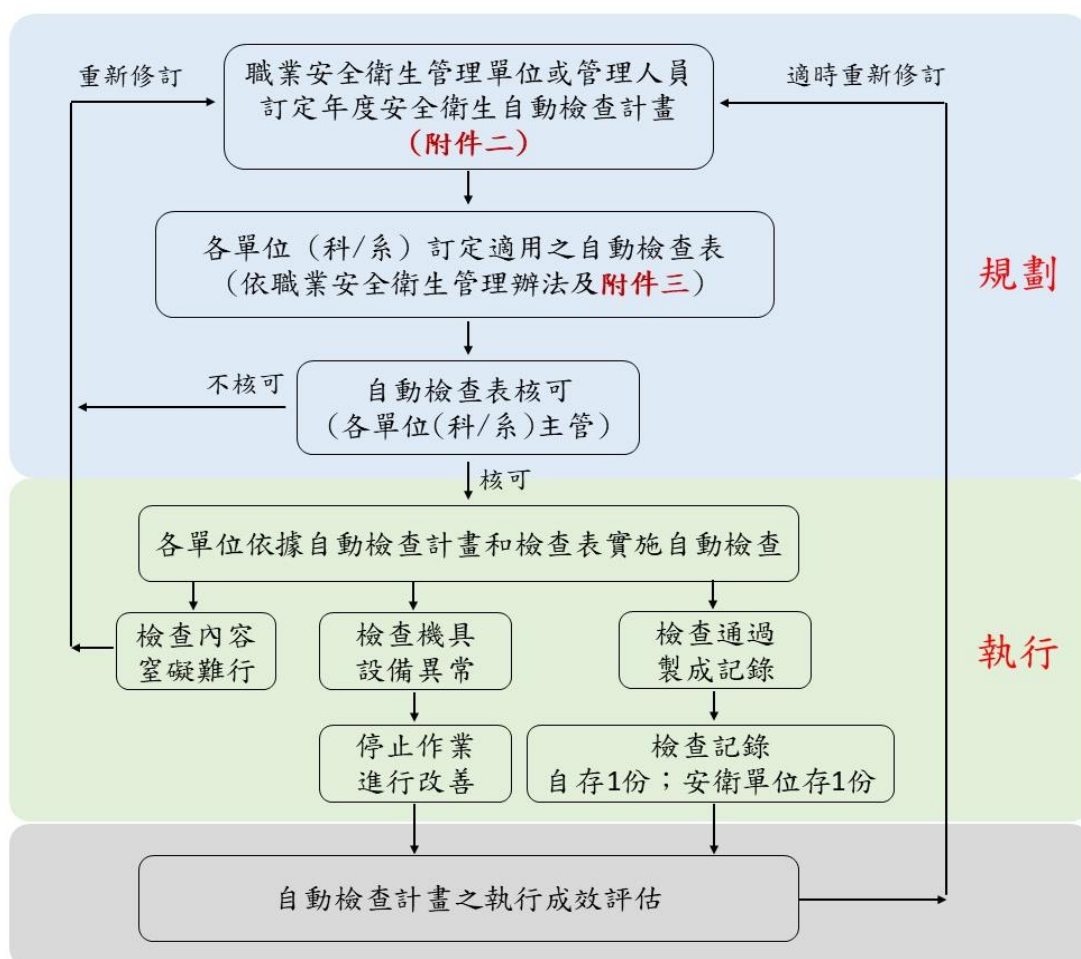 重新修訂
職業安全衛生管理單位或管理人員
訂定年度安全衛生自動檢查計畫
(附件二)
適時重新修訂
各單位（科/系）訂定適用之自動檢查表
(依職業安全衛生管理辦法及附件三)
規劃
不核可
自動檢查表核可
(各單位(科/系)主管)
核可
各單位依據自動檢查計畫和檢查表實施自動檢查
檢查內容
窒礙難行
檢查機具
設備異常
檢查通過
製成記錄
執行
停止作業
進行改善
檢查記錄
自存1份；安衛單位存1份
自動檢查計畫之執行成效評估